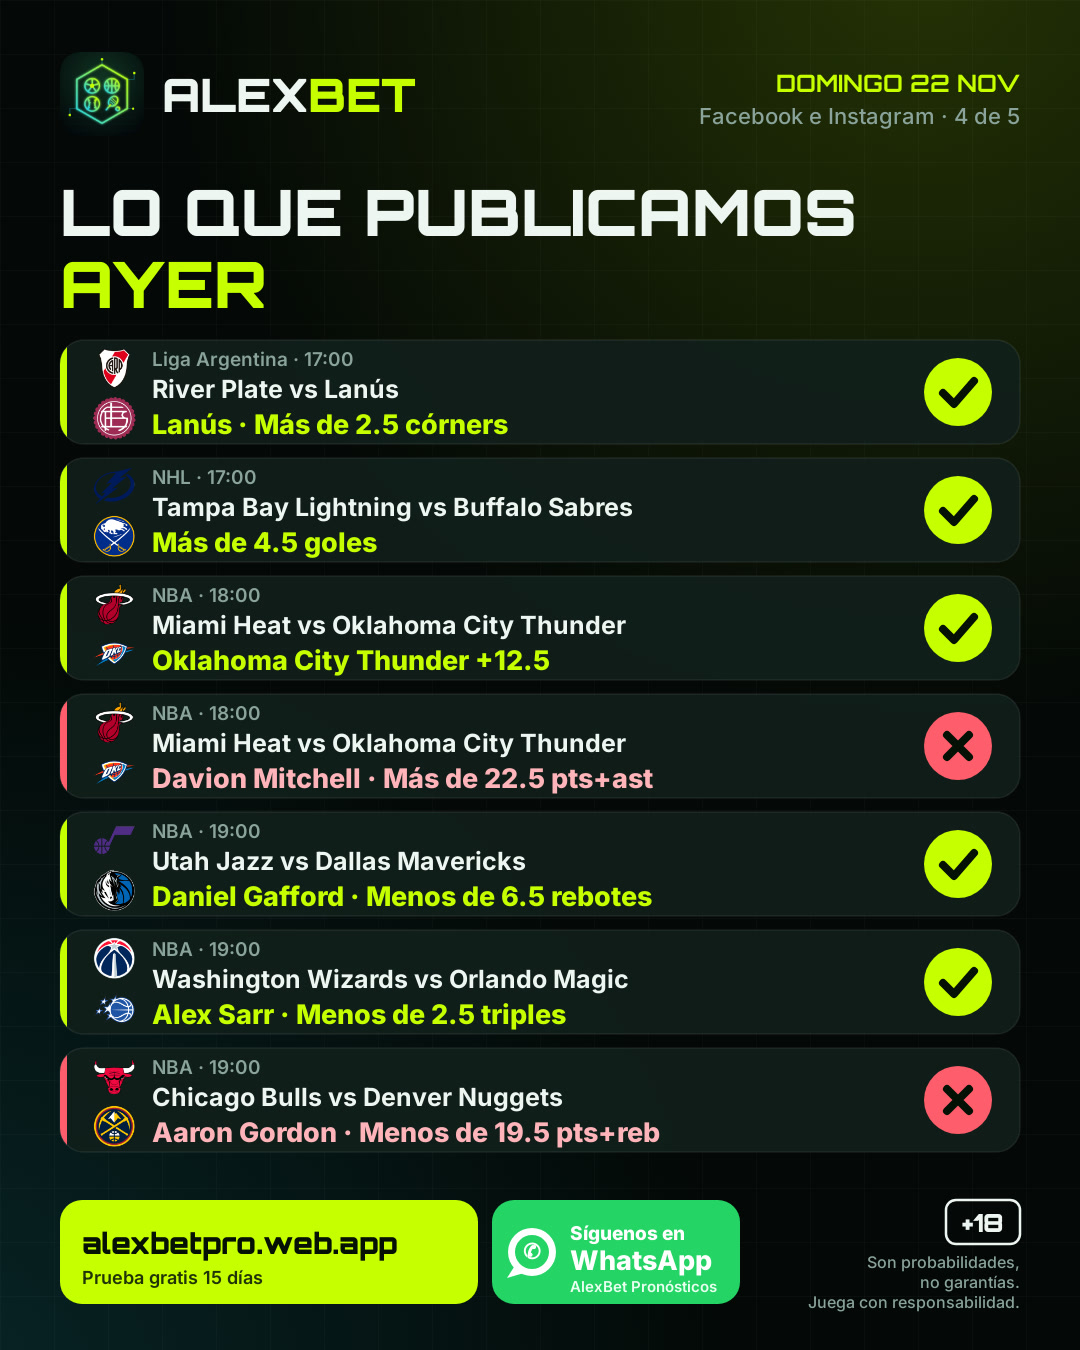 ALEXBET
DOMINGO 22 NOV
Facebook e Instagram · 4 de 5
LO QUE PUBLICAMOS
AYER
Liga Argentina · 17:00
River Plate vs Lanús
Lanús · Más de 2.5 córners
NHL · 17:00
Tampa Bay Lightning vs Buffalo Sabres
Más de 4.5 goles
NBA · 18:00
Miami Heat vs Oklahoma City Thunder
Oklahoma City Thunder +12.5
NBA · 18:00
Miami Heat vs Oklahoma City Thunder
Davion Mitchell · Más de 22.5 pts+ast
NBA · 19:00
Utah Jazz vs Dallas Mavericks
Daniel Gafford · Menos de 6.5 rebotes
NBA · 19:00
Washington Wizards vs Orlando Magic
Alex Sarr · Menos de 2.5 triples
NBA · 19:00
Chicago Bulls vs Denver Nuggets
Aaron Gordon · Menos de 19.5 pts+reb
alexbetpro.web.app
Prueba gratis 15 días
Síguenos en
WhatsApp
AlexBet Pronósticos
+18
Son probabilidades,
no garantías.
Juega con responsabilidad.